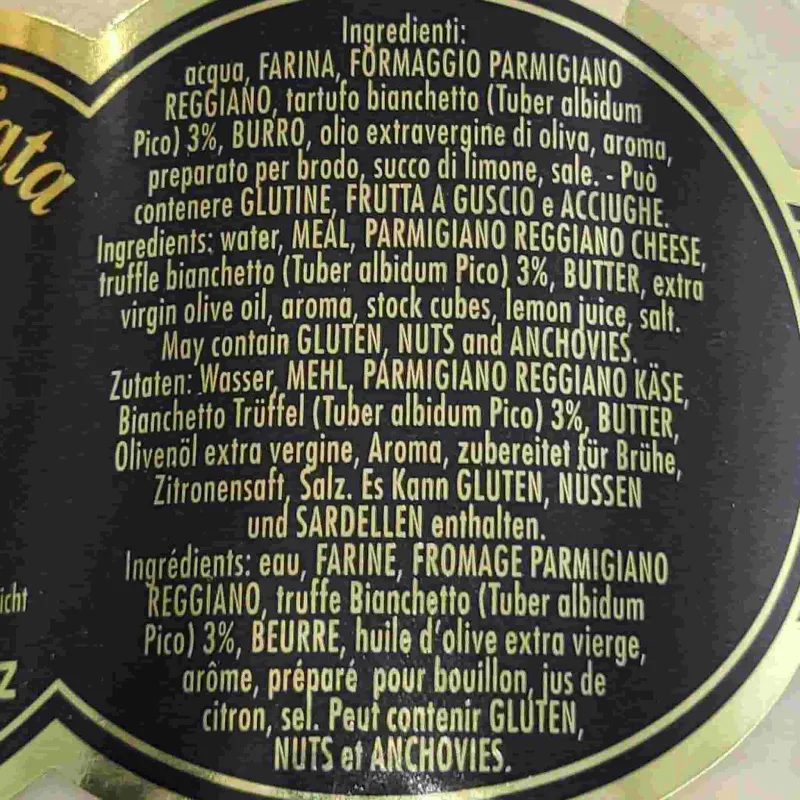 Ingredienti:
acqua, FARINA, FORMAGGIO PARMIGIANO
REGGIANO, tartufo bianchetto (Tuber albidum
Pico) 3%, BURRO, olio extravergine di oliva, aroma,
preparato per brodo, succo di limone, sale. - Può
contenere GLUTINE, FRUTTA A GUSCIO e ACCIUGHE.
Ingredients: water, MEAL, PARMIGIANO REGGIANO CHEESE,
truffle bianchetto (Tuber albidum Pico) 3%, BUTTER, extra
virgin olive oil, aroma, stock cubes, lemon juice, salt.
May contain GLUTEN, NUTS and ANCHOVIES.
Zutaten: Wasser, MEHL, PARMIGIANO REGGIANO KÄSE,
Bianchetto Trüffel (Tuber albidum Pico) 3%, BUTTER,
Olivenöl extra vergine, Aroma, zubereitet für Brühe,
Zitronensaft, Salz. Es Kann GLUTEN, NÜSSEN
und SARDELLEN enthalten.
Ingrédients: eau, FARINE, FROMAGE PARMIGIANO
REGGIANO, truffe Bianchetto (Tuber albidum
Pico) 3%, BEURRE, huile d'olive extra vierge,
arôme, préparé pour bouillon, jus de
citron, sel. Peut contenir GLUTEN,
NUTS et ANCHOVIES.